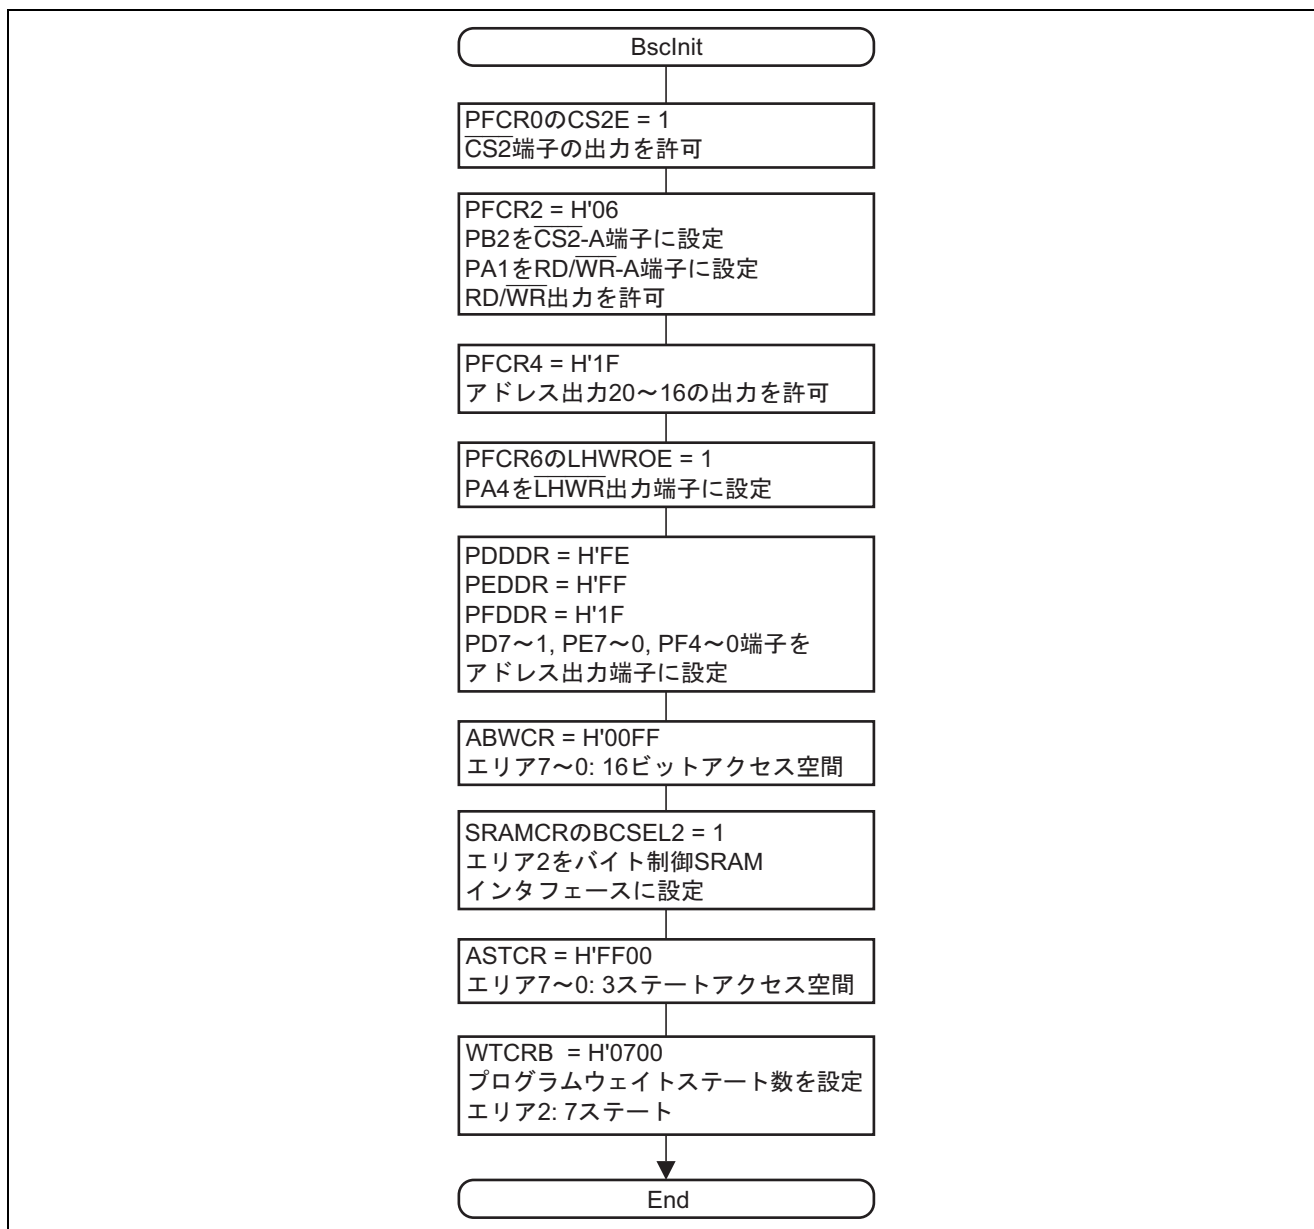 BscInit
PFCR0のCS2E = 1
C̅S̅2̅端子の出力を許可
PFCR2 = H'06
PB2をC̅S̅2̅-A端子に設定
PA1をRD/W̅R̅-A端子に設定
RD/W̅R̅出力を許可
PFCR4 = H'1F
アドレス出力20～16の出力を許可
PFCR6のLHWROE = 1
PA4をL̅H̅W̅R̅出力端子に設定
PDDDR = H'FE
PEDDR = H'FF
PFDDR = H'1F
PD7～1, PE7～0, PF4～0端子を
アドレス出力端子に設定
ABWCR = H'00FF
エリア7～0: 16ビットアクセス空間
SRAMCRのBCSEL2 = 1
エリア2をバイト制御SRAM
インタフェースに設定
ASTCR = H'FF00
エリア7～0: 3ステートアクセス空間
WTCRB = H'0700
プログラムウェイトステート数を設定
エリア2: 7ステート
End